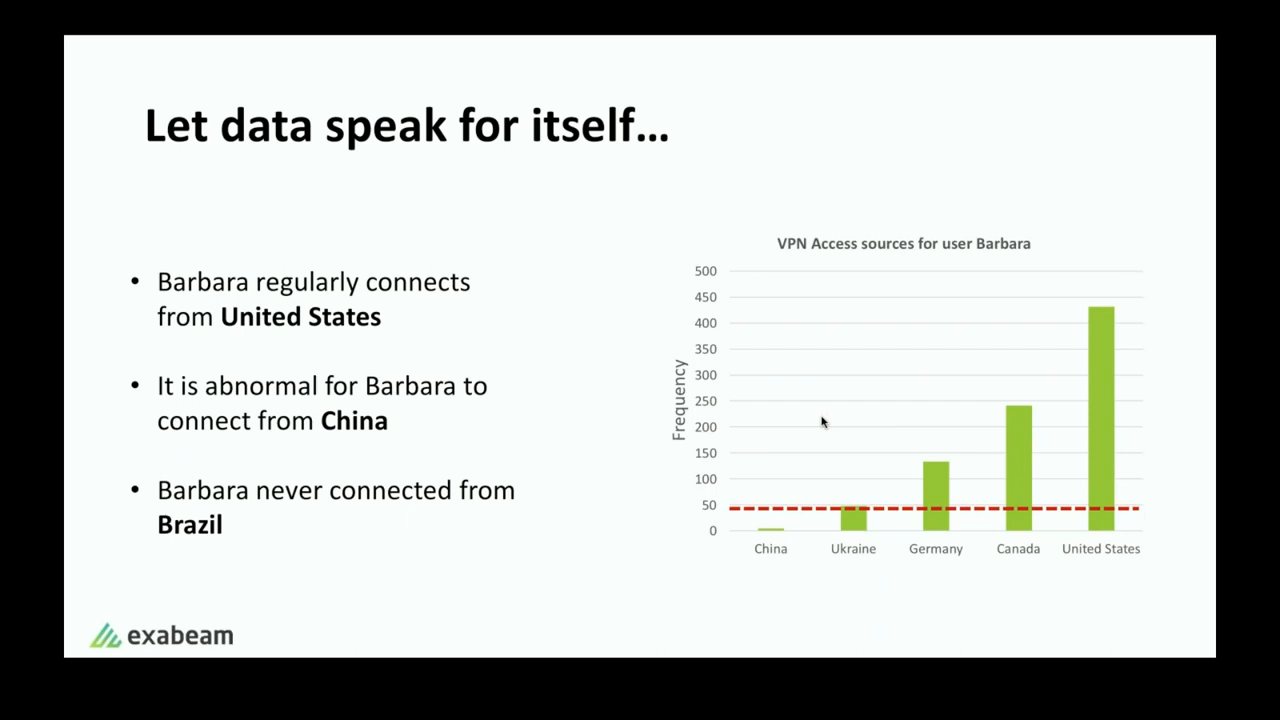 Let data speak for itself...
• Barbara regularly connects
from United States
• It is abnormal for Barbara to
connect from China
• Barbara never connected from
Brazil
VPN Access sources for user Barbara
Frequency
500
450
400
350
300
250
200
150
100
50
0
China Ukraine Germany Canada United States
exabeam